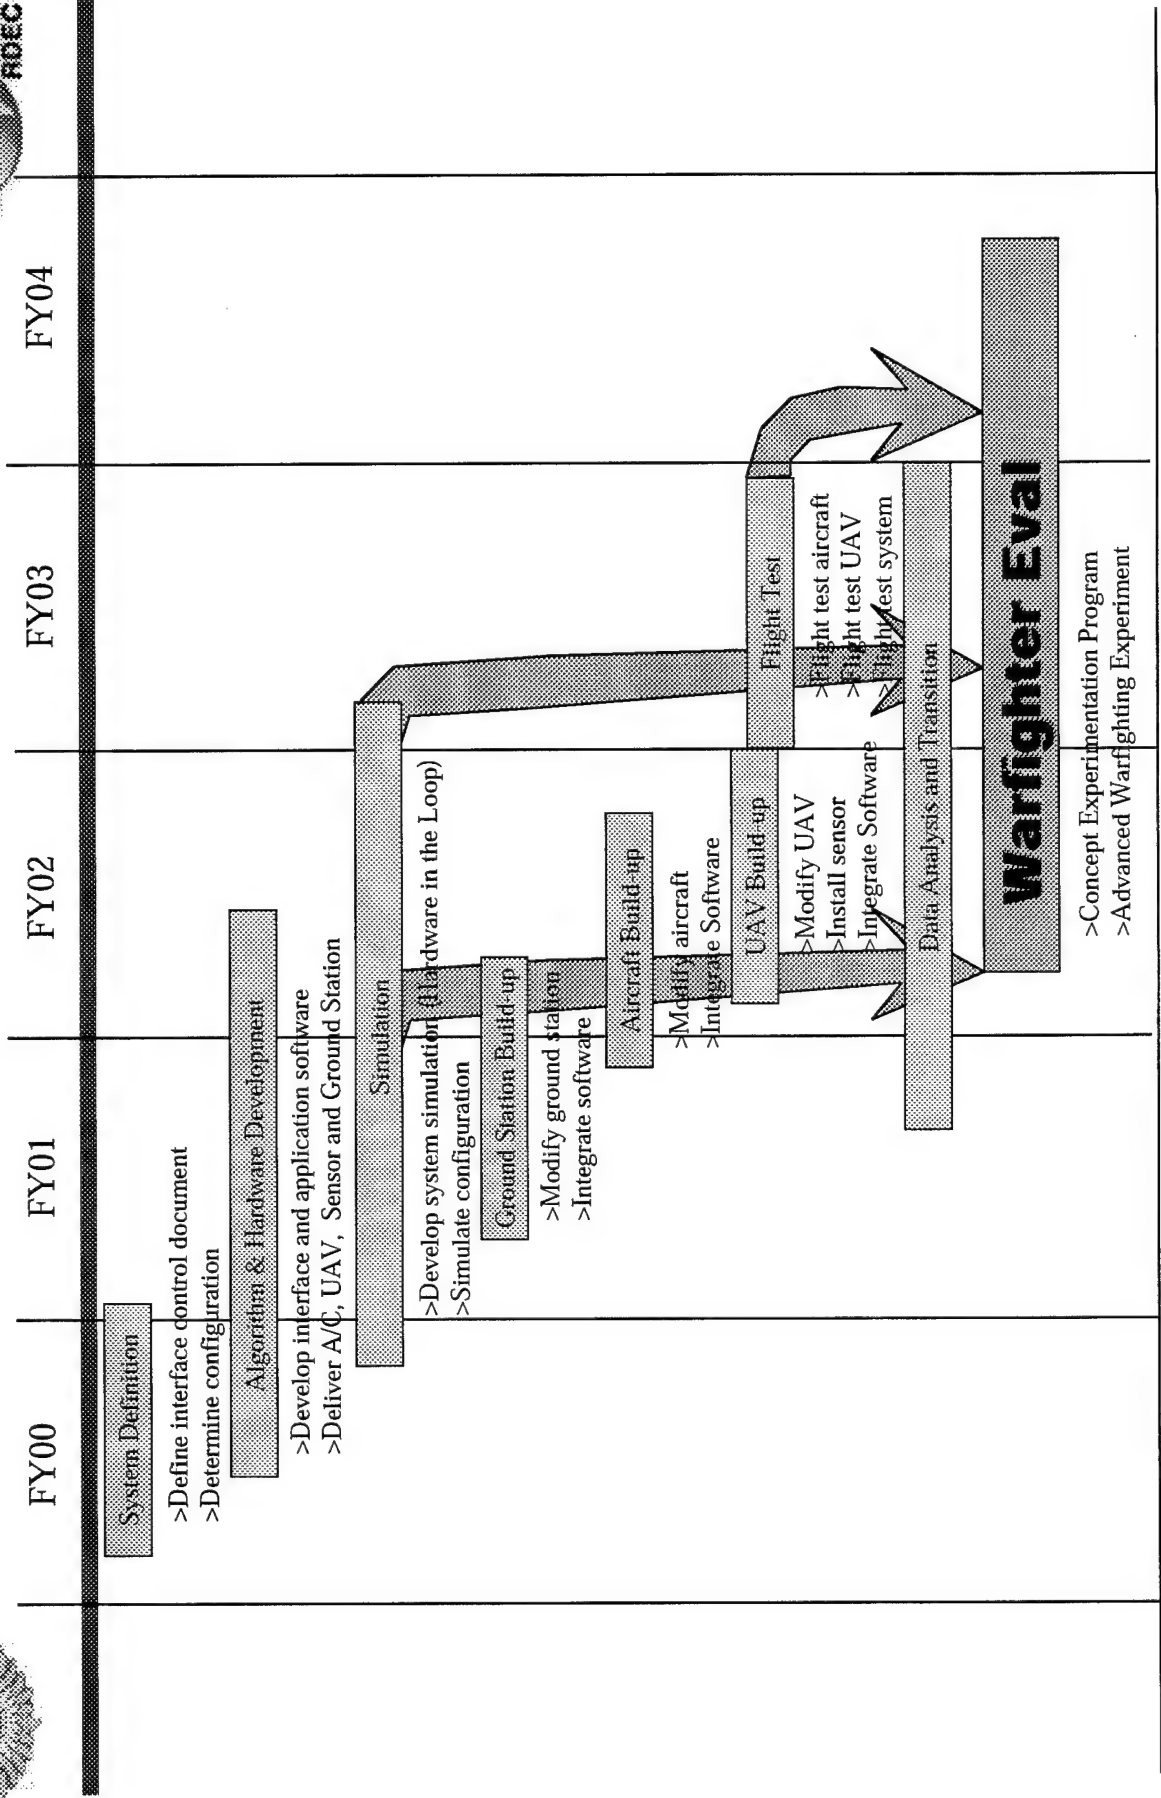 RDEC
FY00 FY01 FY02 FY03 FY04
System Definition
>Define interface control document
>Determine configuration
Algorithm & Hardware Development
>Develop interface and application software
>Deliver A/C, UAV, Sensor and Ground Station
Simulation
>Develop system simulation (Hardware in the Loop)
>Simulate configuration
Ground Station Build-up
>Modify ground station
>Integrate software
Aircraft Build-up
>Modify aircraft
>Integrate Software
UAV Build-up
>Modify UAV
>Install sensor
>Integrate Software
Flight Test
>Flight test aircraft
>Flight test UAV
>Flight test system
Data Analysis and Transition
Warfighter Eval
>Concept Experimentation Program
>Advanced Warfighting Experiment